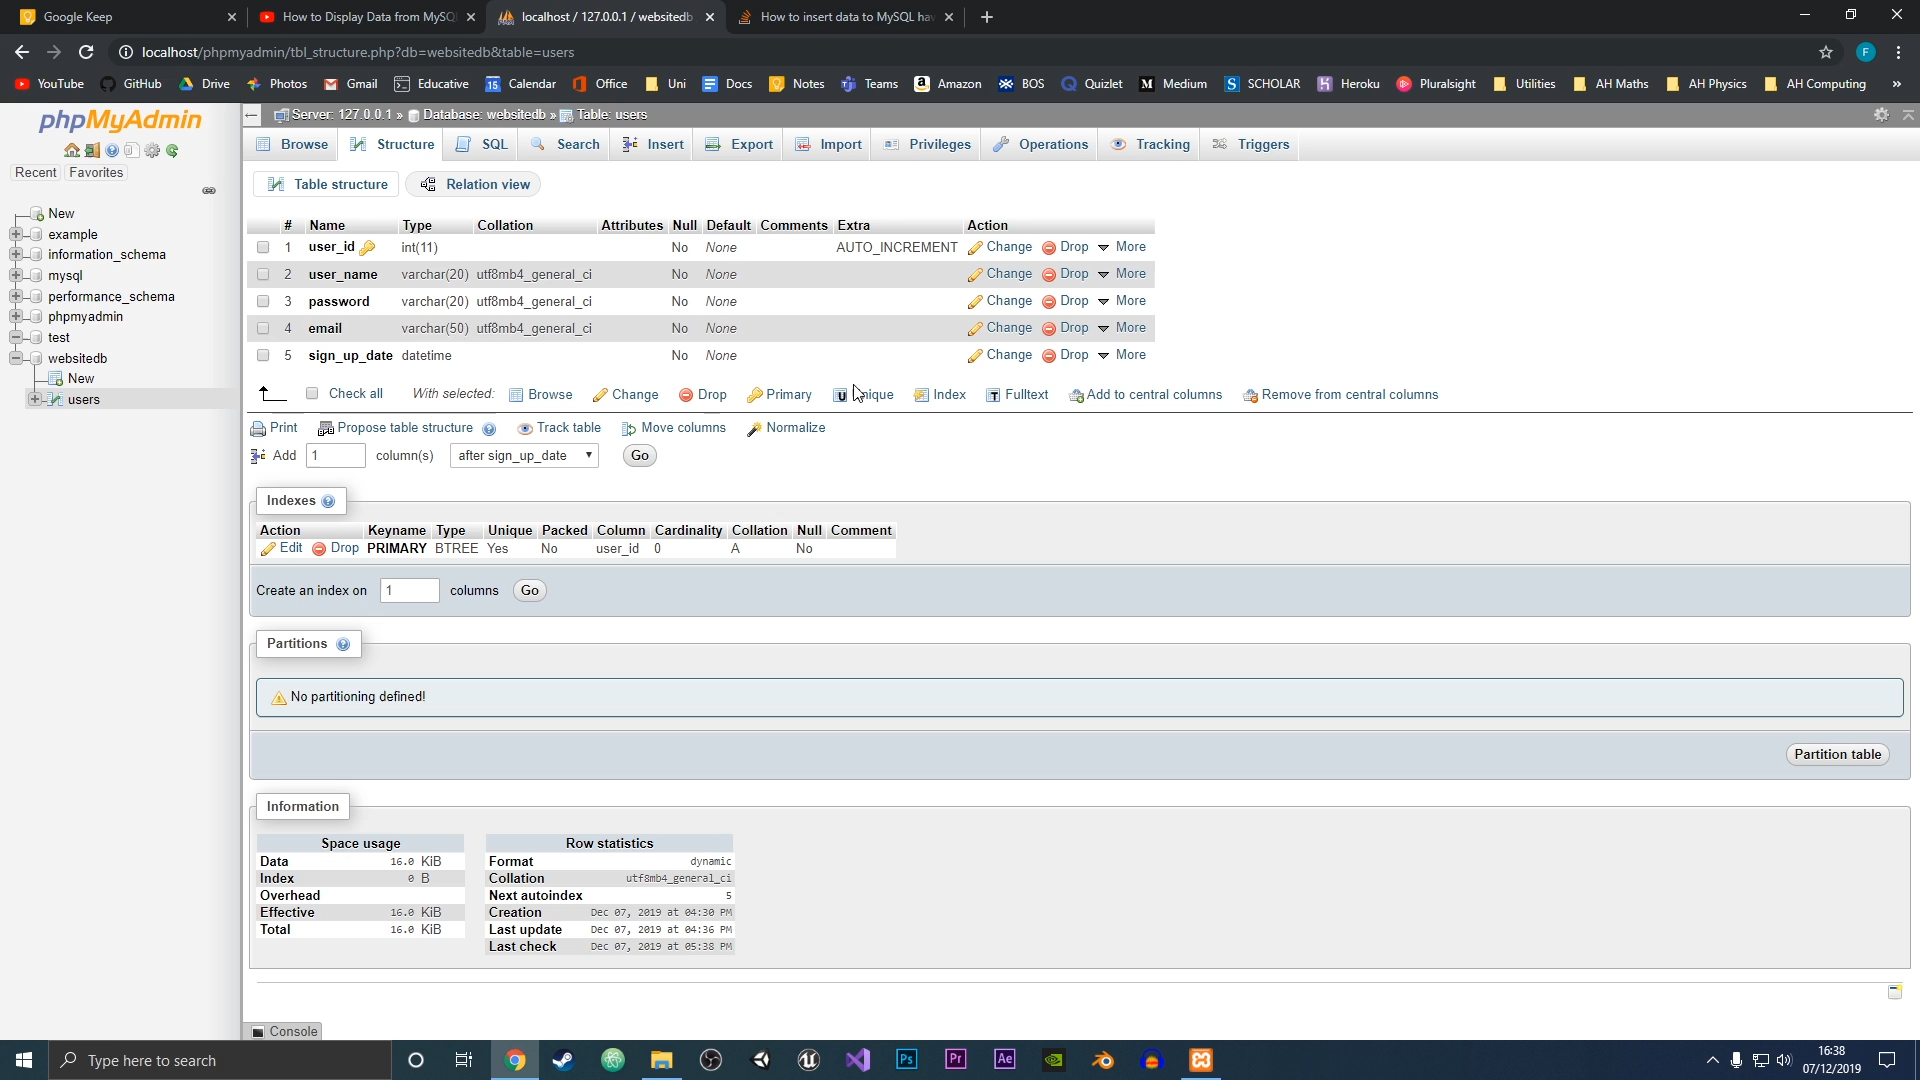 Google Keep
How to Display Data from MySQL
localhost / 127.0.0.1 / websitedb
How to insert data to MySQL hav
localhost/phpmyadmin/tbl_structure.php?db=websitedb&table=users
F
YouTube GitHub Drive Photos Gmail Educative Calendar Office Uni Docs Notes Teams Amazon BOS Quizlet Medium SCHOLAR Heroku Pluralsight Utilities AH Maths AH Physics AH Computing »
phpMyAdmin
Recent Favorites
New
example
information_schema
mysql
performance_schema
phpmyadmin
test
websitedb
New
users
Server: 127.0.0.1 » Database: websitedb » Table: users
Browse Structure SQL Search Insert Export Import Privileges Operations Tracking Triggers
Table structure Relation view
# Name Type Collation Attributes Null Default Comments Extra Action
1 user_id int(11) No None AUTO_INCREMENT Change Drop More
2 user_name varchar(20) utf8mb4_general_ci No None Change Drop More
3 password varchar(20) utf8mb4_general_ci No None Change Drop More
4 email varchar(50) utf8mb4_general_ci No None Change Drop More
5 sign_up_date datetime No None Change Drop More
Check all With selected: Browse Change Drop Primary Unique Index Fulltext Add to central columns Remove from central columns
Print Propose table structure Track table Move columns Normalize
Add 1 column(s) after sign_up_date Go
Indexes
Action Keyname Type Unique Packed Column Cardinality Collation Null Comment
Edit Drop PRIMARY BTREE Yes No user_id 0 A No
Create an index on 1 columns Go
Partitions
No partitioning defined!
Partition table
Information
Space usage
Data 16.0 KiB
Index 0 B
Overhead
Effective 16.0 KiB
Total 16.0 KiB
Row statistics
Format dynamic
Collation utf8mb4_general_ci
Next autoindex 5
Creation Dec 07, 2019 at 04:30 PM
Last update Dec 07, 2019 at 04:36 PM
Last check Dec 07, 2019 at 05:38 PM
Console
Type here to search
Ps Pr Ae
16:38
07/12/2019